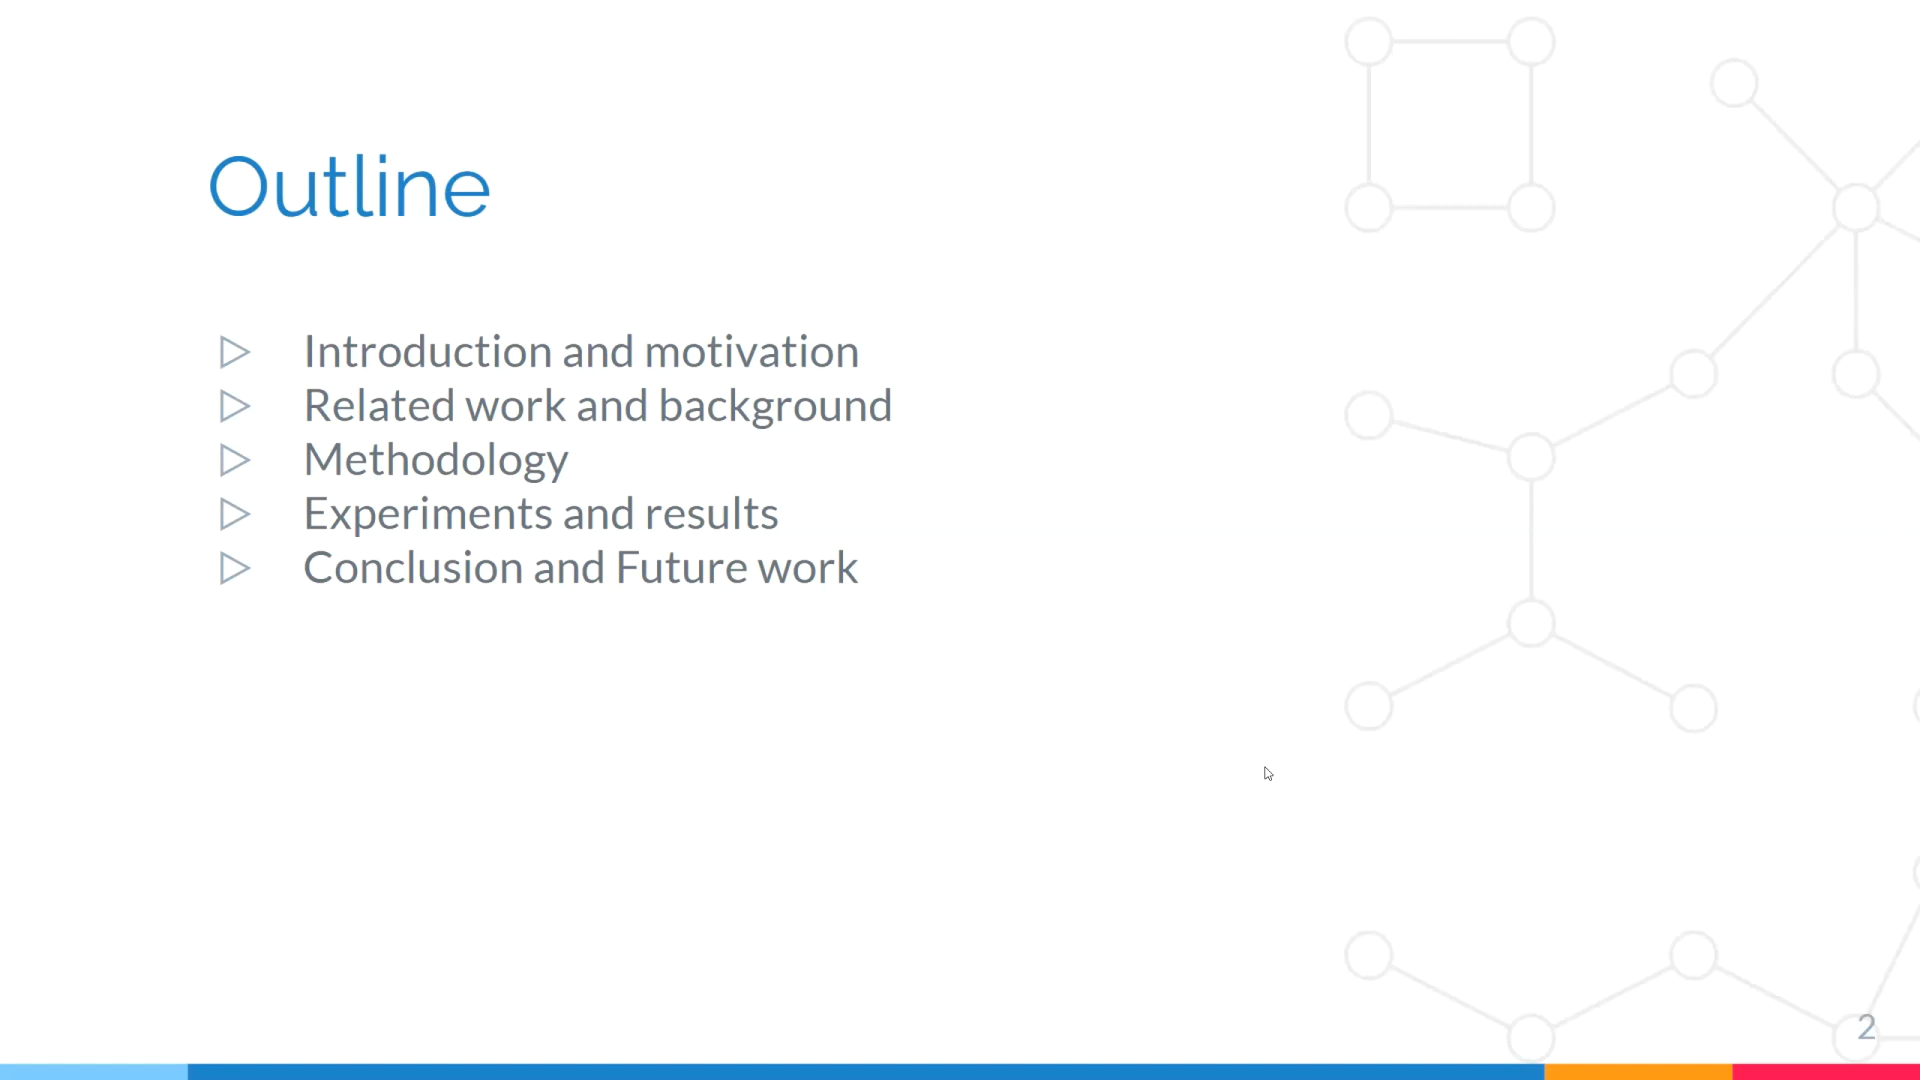 Outline
Introduction and motivation
Related work and background
Methodology
Experiments and results
Conclusion and Future work
2